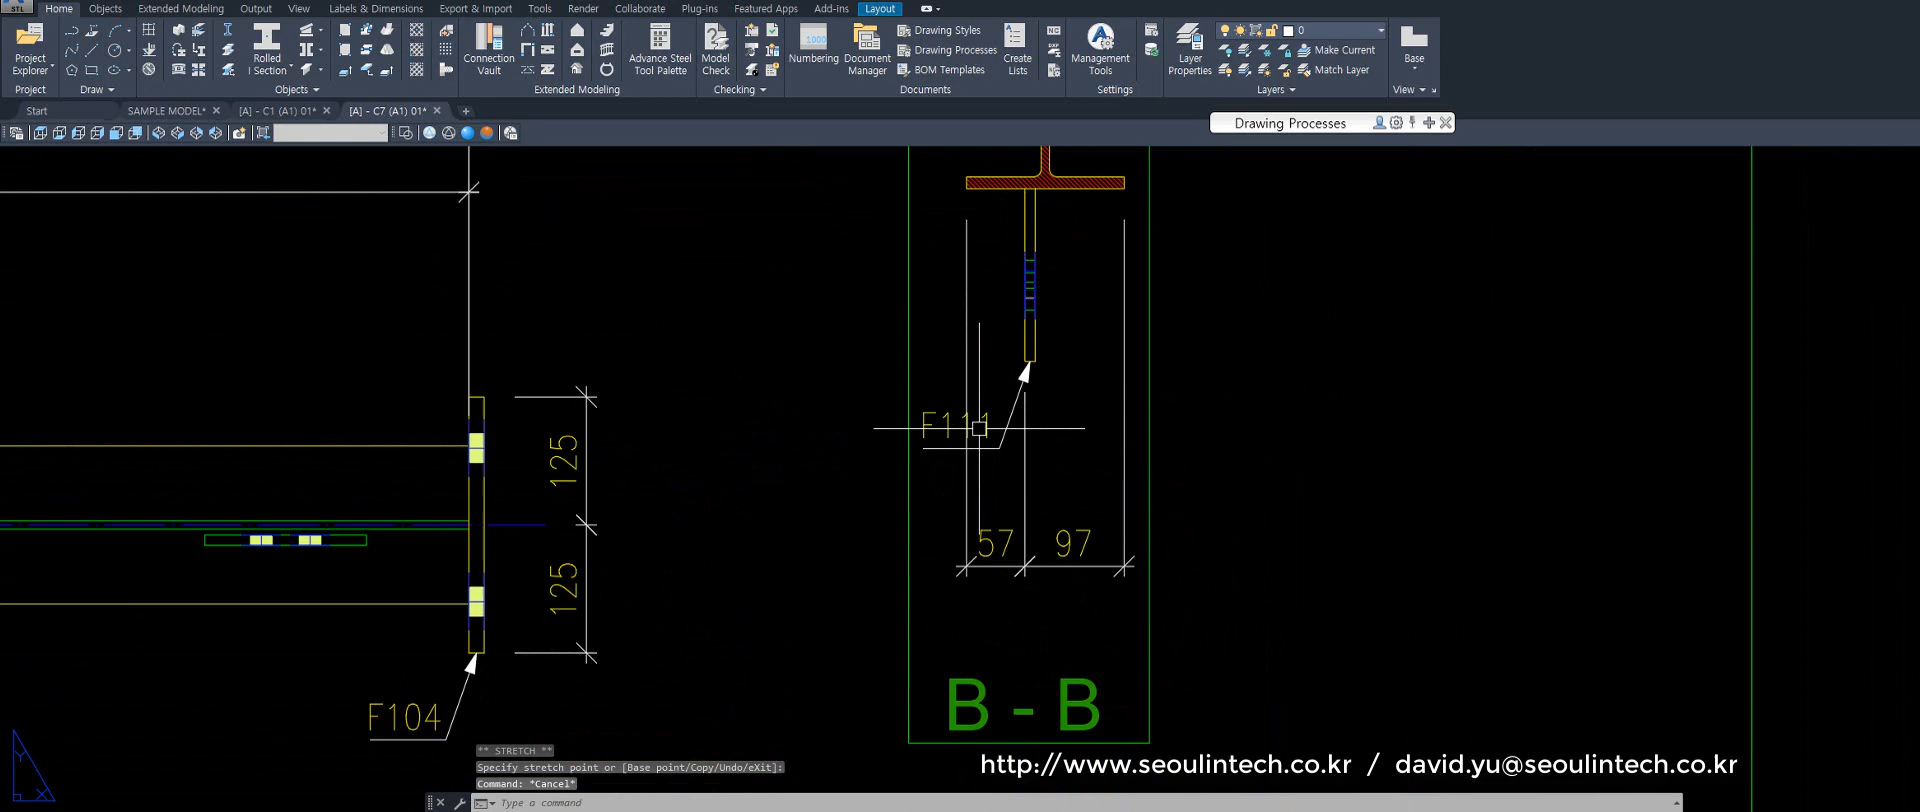 STL
Home Objects Extended Modeling Output View Labels & Dimensions Export & Import Tools Render Collaborate Plug-ins Featured Apps Add-ins Layout
Project Explorer
Rolled I Section
Connection Vault
Advance Steel Tool Palette
Model Check
1000
Numbering
Document Manager
Drawing Styles
Drawing Processes
BOM Templates
Create Lists
NC
DXF
Management Tools
Layer Properties
0
Make Current
Match Layer
Base
Project Draw Objects Extended Modeling Checking Documents Settings Layers View
Start SAMPLE MODEL* [A] - C1 (A1) 01* [A] - C7 (A1) 01*
Drawing Processes
125
125
F104
F111
57 97
B - B
Y
X
** STRETCH **
Specify stretch point or [Base point/Copy/Undo/eXit]:
Command: *Cancel*
Type a command
http://www.seoulintech.co.kr / david.yu@seoulintech.co.kr